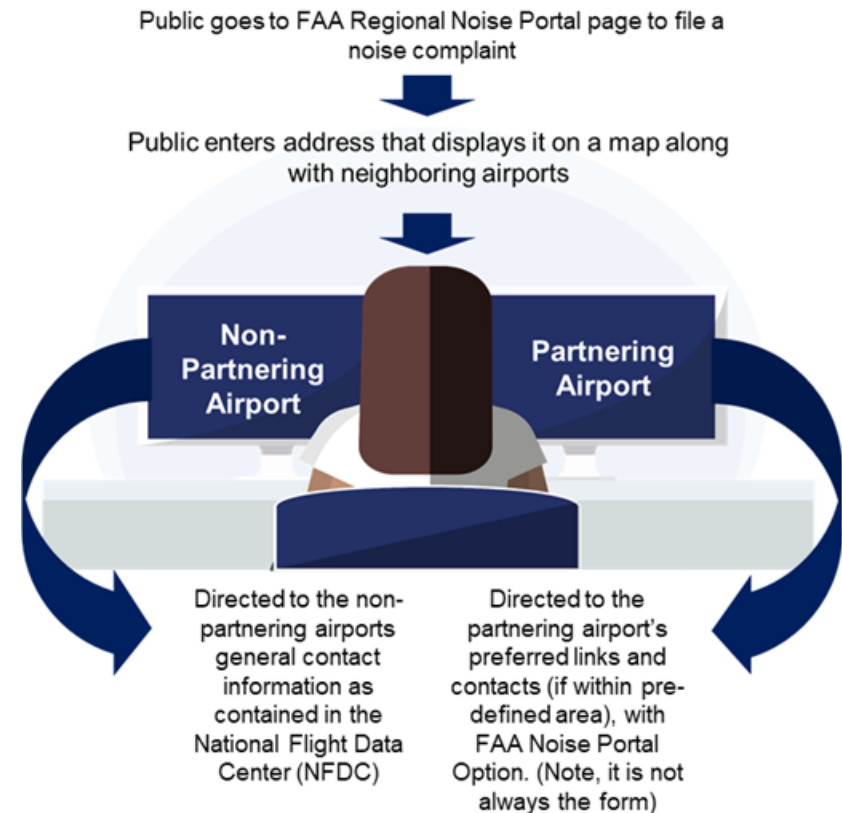 Public goes to FAA Regional Noise Portal page to file a
noise complaint
Public enters address that displays it on a map along
with neighboring airports
Non-
Partnering
Airport
Partnering
Airport
Directed to the non-
partnering airports
general contact
information as
contained in the
National Flight Data
Center (NFDC)
Directed to the
partnering airport's
preferred links and
contacts (if within pre-
defined area), with
FAA Noise Portal
Option. (Note, it is not
always the form)